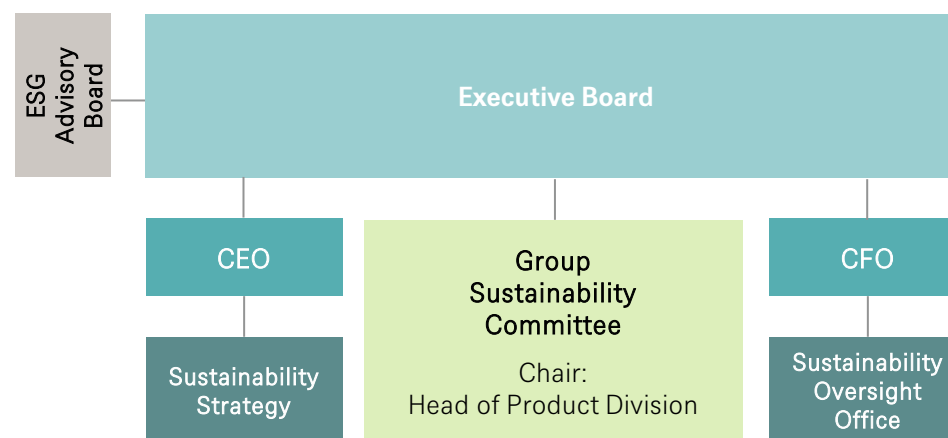 ESG
Advisory
Board
Executive Board
CEO
Group
Sustainability
Committee
Chair:
Head of Product Division
CFO
Sustainability
Strategy
Sustainability
Oversight
Office